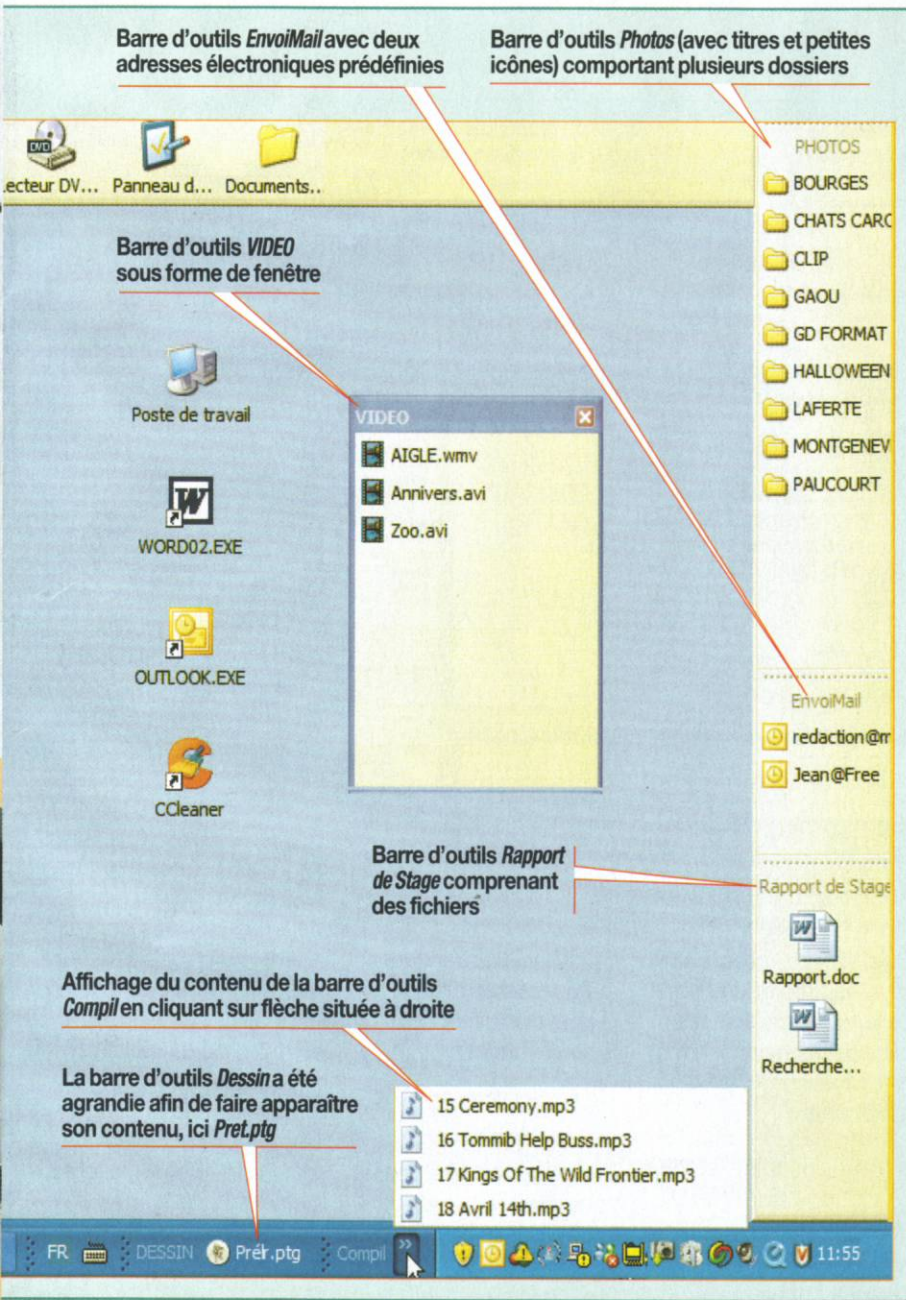 Barre d'outils EnvoiMail avec deux
adresses électroniques prédéfinies
Barre d'outils Photos (avec titres et petites
icônes) comportant plusieurs dossiers
DVD
ecteur DV...
Panneau d...
Documents..
PHOTOS
BOURGES
CHATS CARC
CLIP
GAOU
GD FORMAT
HALLOWEEN
LAFERTE
MONTGENEV
PAUCOURT
Barre d'outils VIDEO
sous forme de fenêtre
Poste de travail
WORD02.EXE
OUTLOOK.EXE
CCleaner
VIDEO
AIGLE.wmv
Annivers.avi
Zoo.avi
EnvoiMail
redaction@m
Jean@Free
Barre d'outils Rapport
de Stage comprenant
des fichiers
Rapport de Stage
Rapport.doc
Recherche...
Affichage du contenu de la barre d'outils
Compil en cliquant sur flèche située à droite
La barre d'outils Dessin a été
agrandie afin de faire apparaître
son contenu, ici Pret.ptg
15 Ceremony.mp3
16 Tommib Help Buss.mp3
17 Kings Of The Wild Frontier.mp3
18 Avril 14th.mp3
FR DESSIN .ptg Compil » 11:55